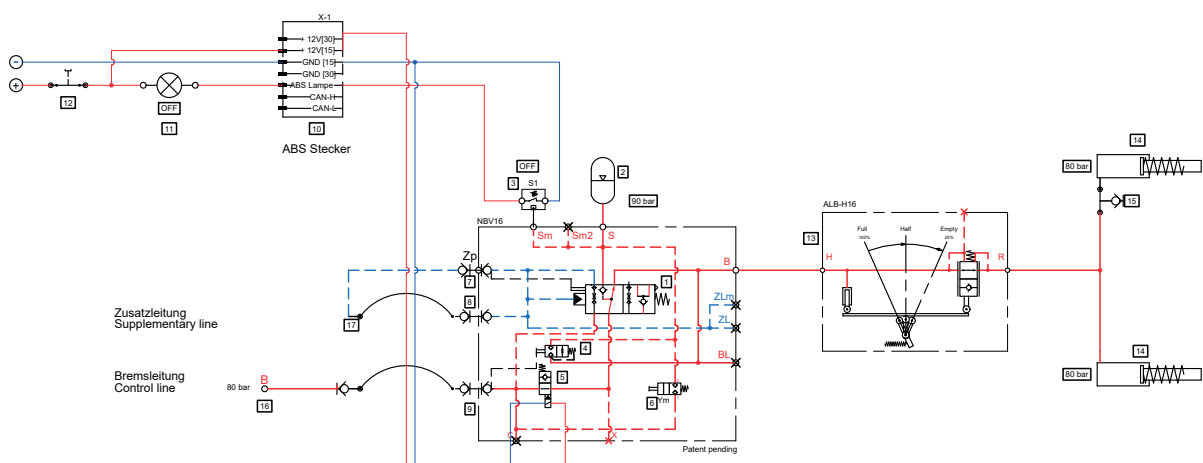 X-1
+ 12V[30]
+ 12V[15]
GND [15]
GND [30]
ABS Lampe
CAN-H
CAN-L
−
+
12
OFF
11
10
ABS Stecker
OFF
3
S1
2
90 bar
NBV16
Sm
Sm2
S
Zp
7
8
1
B
ZLm
ZL
BL
4
5
6
Ym
9
C
X
Patent pending
17
Zusatzleitung
Supplementary line
Bremsleitung
Control line
80 bar
B
16
ALB-H16
13
H
Full
100%
Half
Empty
25%
R
14
80 bar
15
14
80 bar